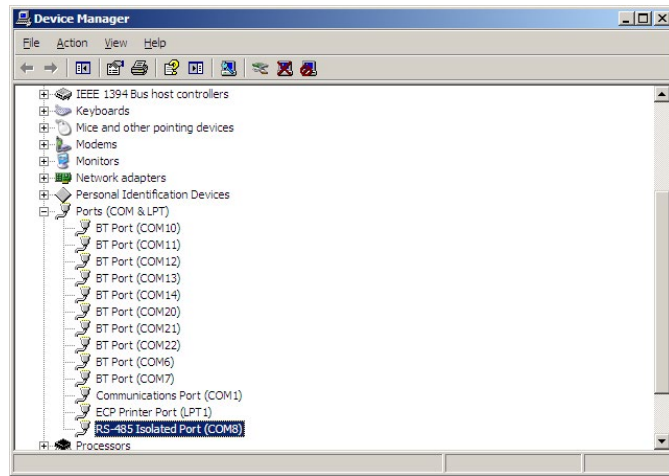 Device Manager
File Action View Help
IEEE 1394 Bus host controllers
Keyboards
Mice and other pointing devices
Modems
Monitors
Network adapters
Personal Identification Devices
Ports (COM & LPT)
BT Port (COM10)
BT Port (COM11)
BT Port (COM12)
BT Port (COM13)
BT Port (COM14)
BT Port (COM20)
BT Port (COM21)
BT Port (COM22)
BT Port (COM6)
BT Port (COM7)
Communications Port (COM1)
ECP Printer Port (LPT1)
RS-485 Isolated Port (COM8)
Processors